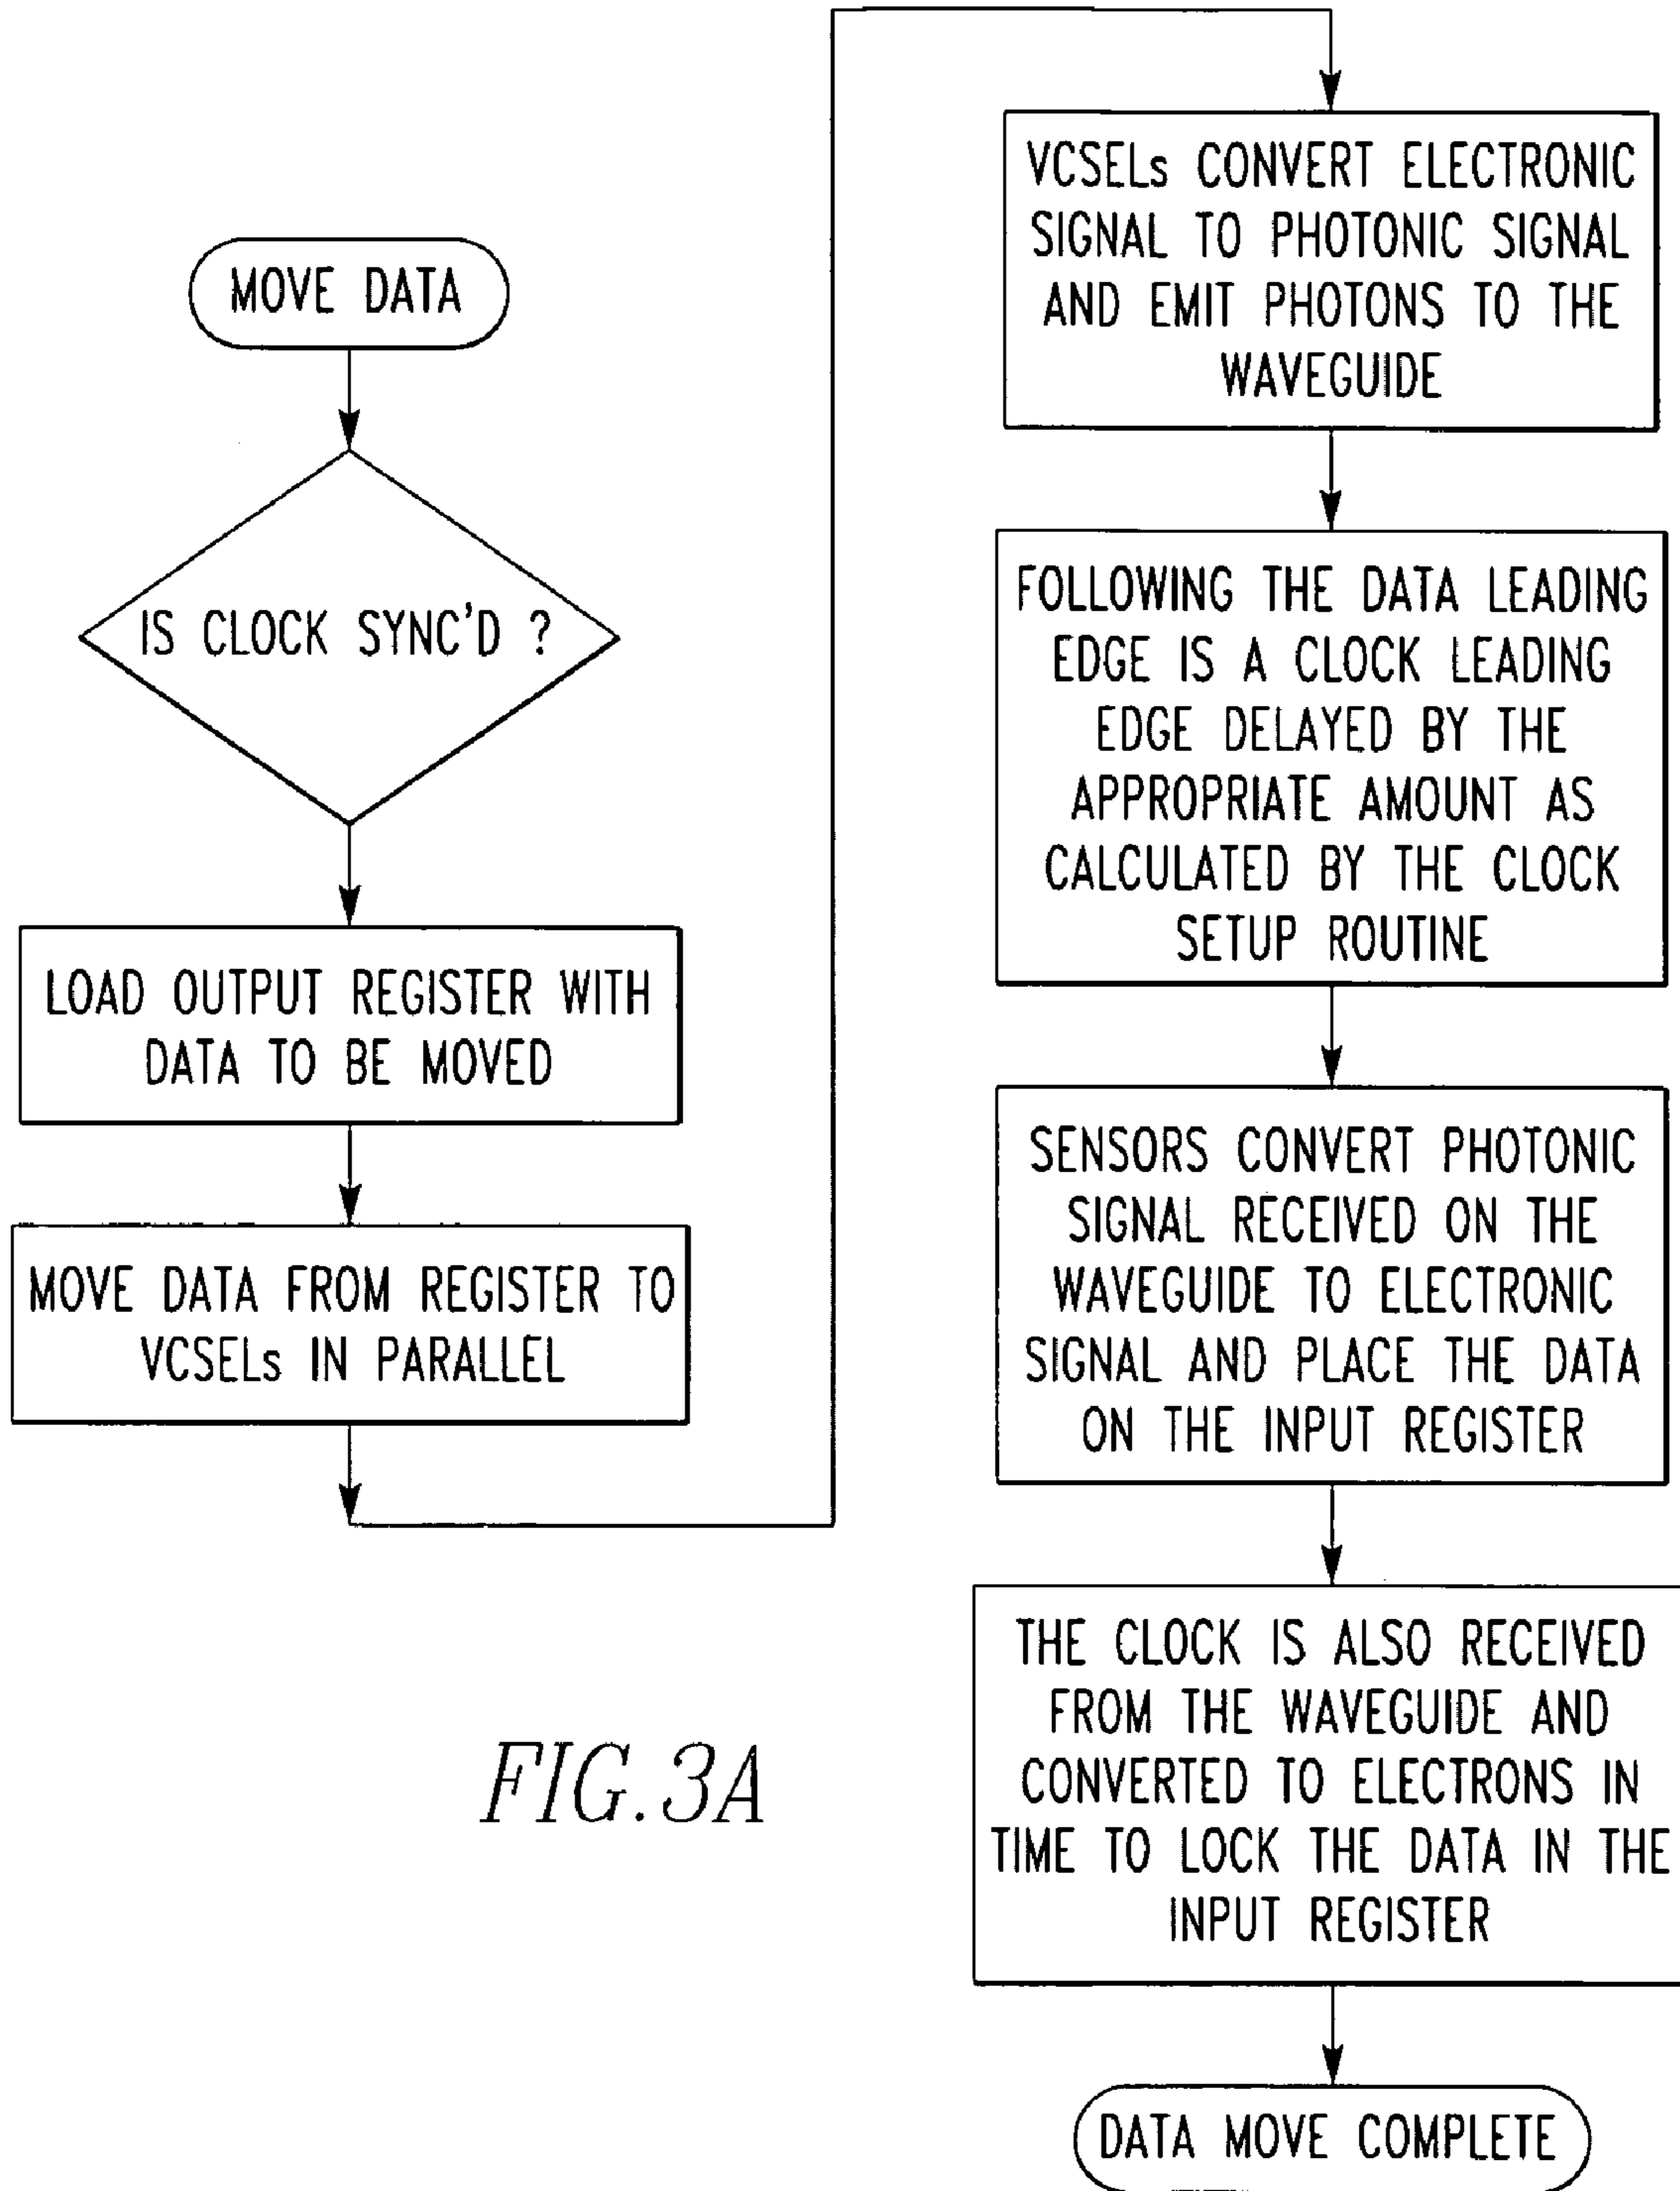 MOVE DATA
IS CLOCK SYNC'D ?
LOAD OUTPUT REGISTER WITH
DATA TO BE MOVED
MOVE DATA FROM REGISTER TO
VCSELs IN PARALLEL
VCSELs CONVERT ELECTRONIC
SIGNAL TO PHOTONIC SIGNAL
AND EMIT PHOTONS TO THE
WAVEGUIDE
FOLLOWING THE DATA LEADING
EDGE IS A CLOCK LEADING
EDGE DELAYED BY THE
APPROPRIATE AMOUNT AS
CALCULATED BY THE CLOCK
SETUP ROUTINE
SENSORS CONVERT PHOTONIC
SIGNAL RECEIVED ON THE
WAVEGUIDE TO ELECTRONIC
SIGNAL AND PLACE THE DATA
ON THE INPUT REGISTER
THE CLOCK IS ALSO RECEIVED
FROM THE WAVEGUIDE AND
CONVERTED TO ELECTRONS IN
TIME TO LOCK THE DATA IN THE
INPUT REGISTER
DATA MOVE COMPLETE
FIG.3A